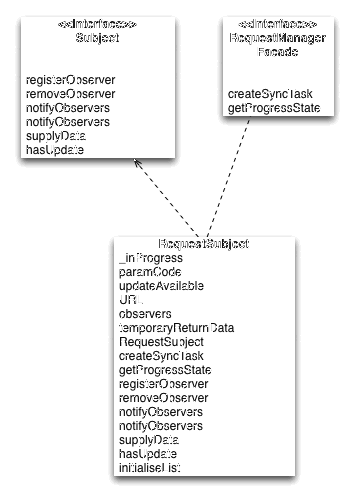 <<Interface>>
Subject
registerObserver
removeObserver
notifyObservers
notifyObservers
supplyData
hasUpdate
<<Interface>>
RequestManager
Facade
createSyncTask
getProgressState
RequestSubject
_inProgress
paramCode
updateAvailable
URL
observers
temporaryReturnData
RequestSubject
createSyncTask
getProgressState
registerObserver
removeObserver
notifyObservers
notifyObservers
supplyData
hasUpdate
initialiseList